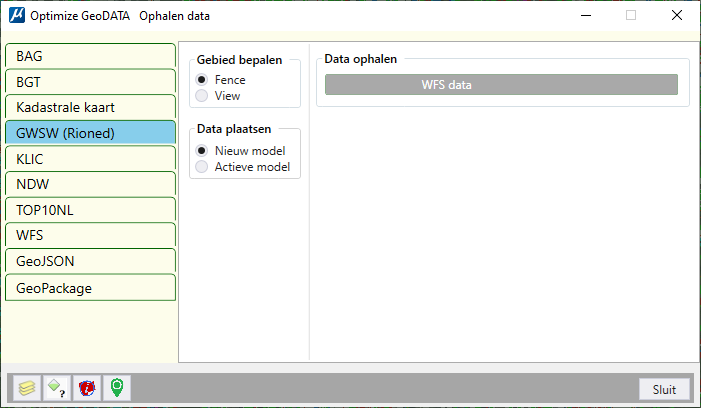 Optimize GeoDATA Ophalen data
BAG
BGT
Kadastrale kaart
GWSW (Rioned)
KLIC
NDW
TOP10NL
WFS
GeoJSON
GeoPackage
Gebied bepalen
Fence
View
Data plaatsen
Nieuw model
Actieve model
Data ophalen
WFS data
Sluit